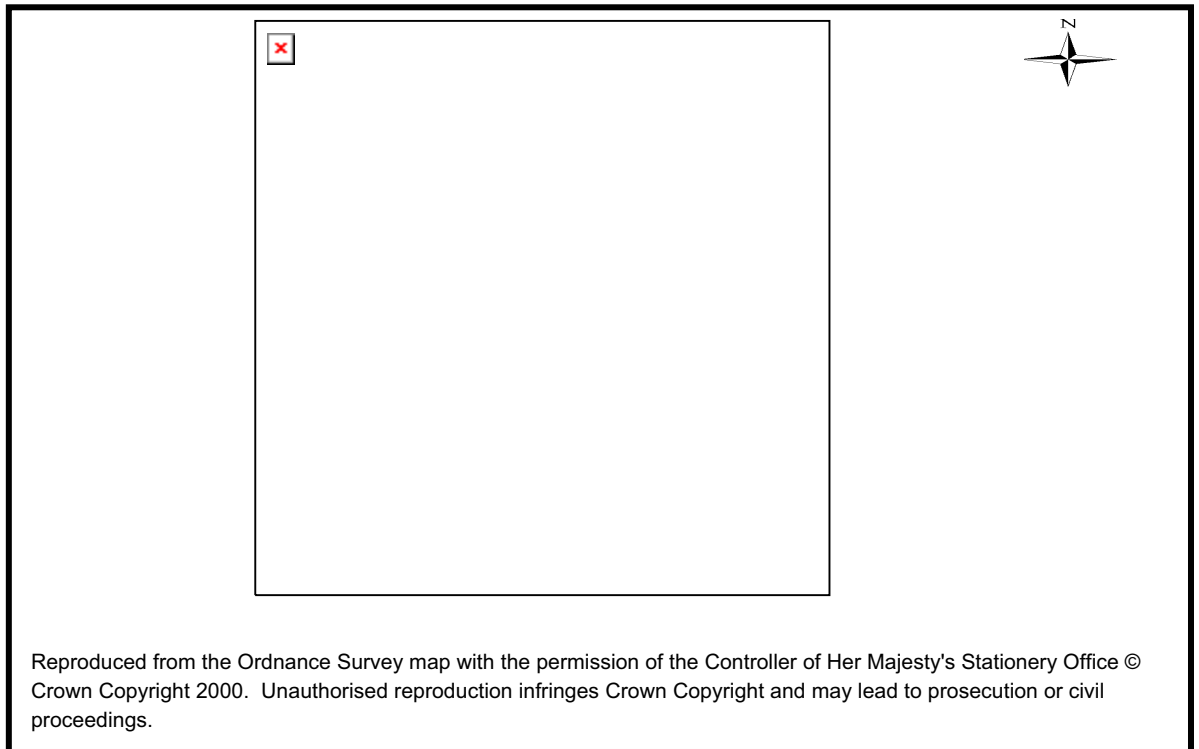 N
Reproduced from the Ordnance Survey map with the permission of the Controller of Her Majesty's Stationery Office ©
Crown Copyright 2000.  Unauthorised reproduction infringes Crown Copyright and may lead to prosecution or civil
proceedings.